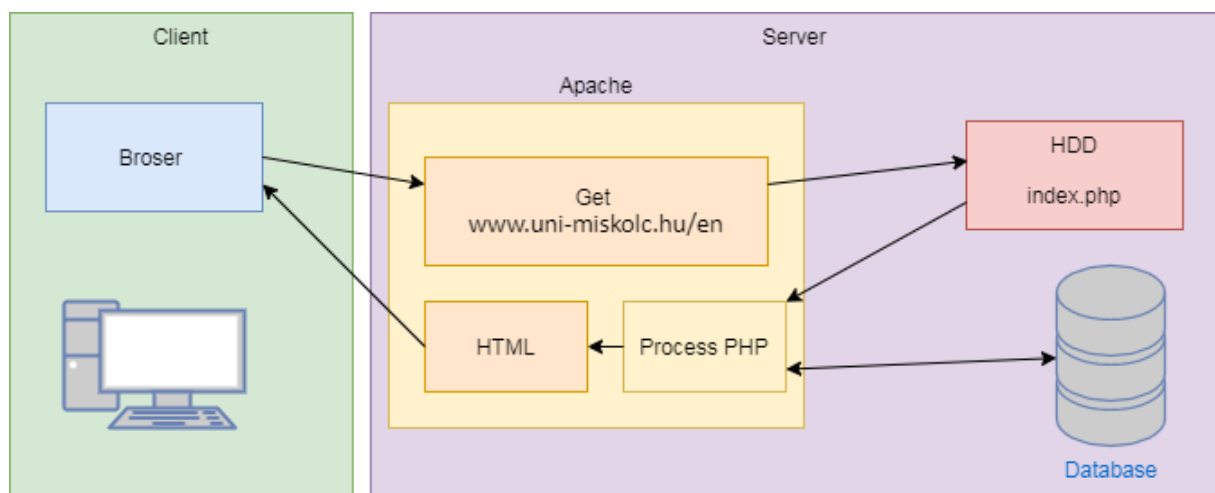 Client
Server
Apache
Broser
Get
www.uni-miskolc.hu/en
HDD
index.php
HTML
Process PHP
Database